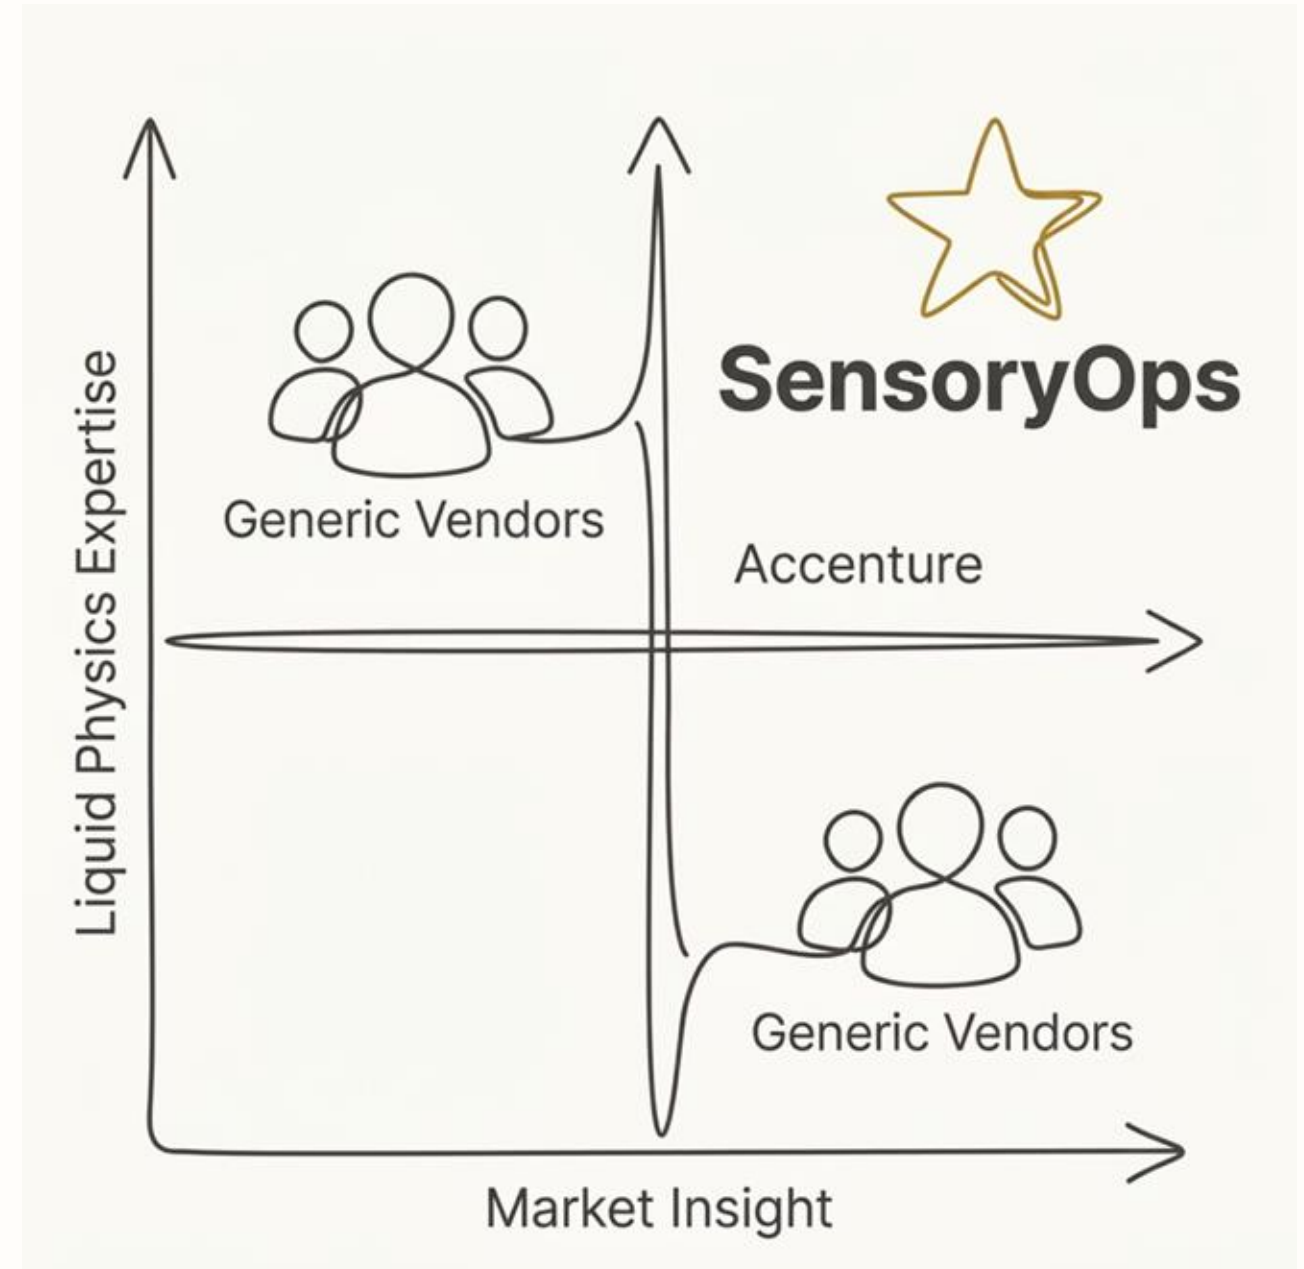 SensoryOps
Generic Vendors
Accenture
Liquid Physics Expertise
Generic Vendors
Market Insight